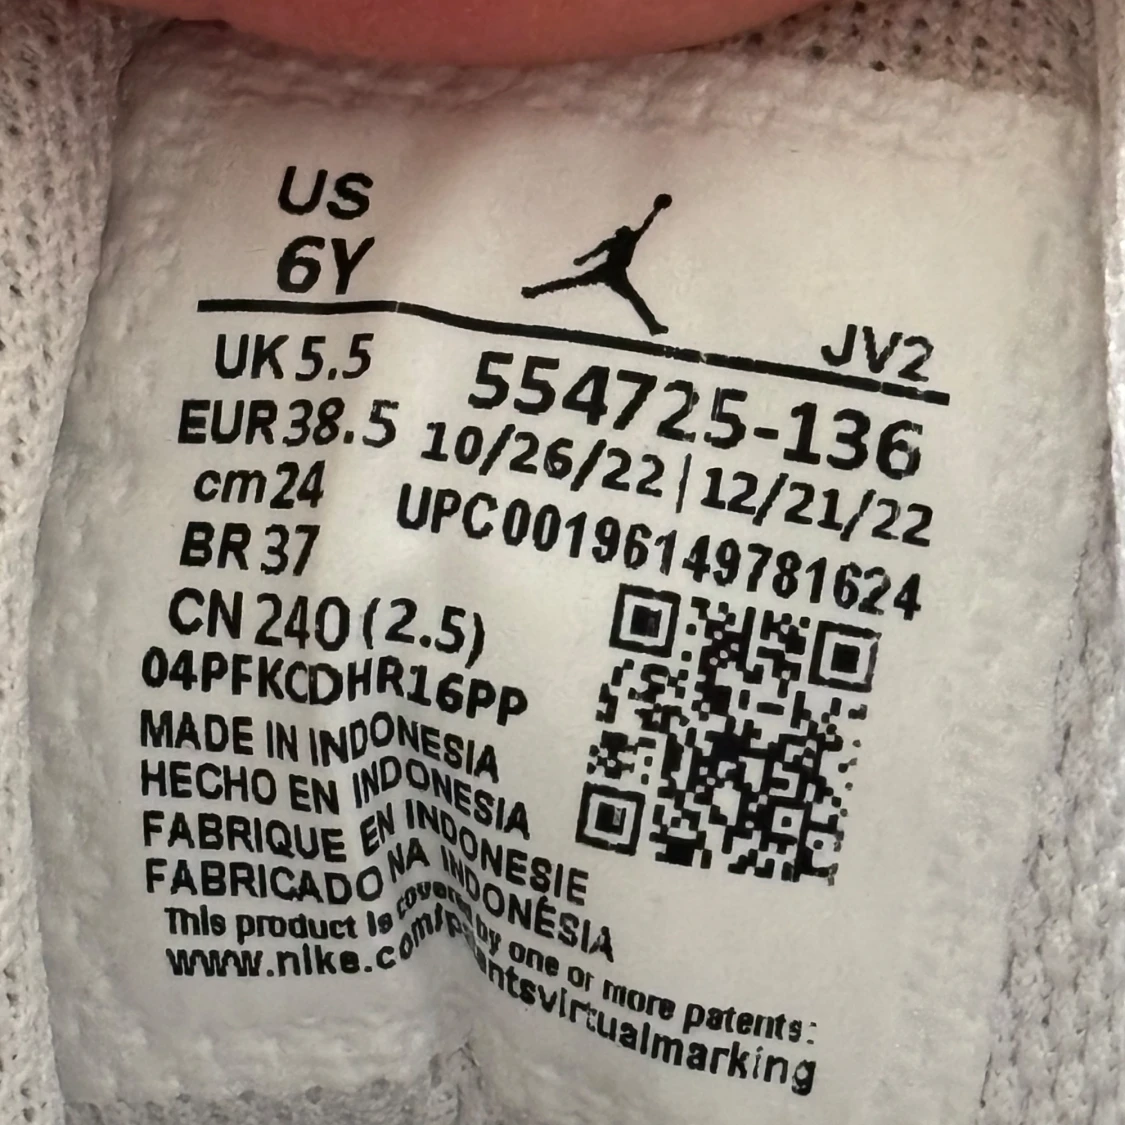 US
6Y
JV2
UK 5.5
554725-136
EUR 38.5
10/26/22 | 12/21/22
cm 24
UPC 00196149781624
BR 37
CN 240 (2.5)
04PFKCDHR16PP
MADE IN INDONESIA
HECHO EN INDONESIA
FABRIQUE EN INDONESIE
FABRICADO NA INDONÉSIA
This product is covered by one or more patents:
www.nike.com/patentsvirtualmarking